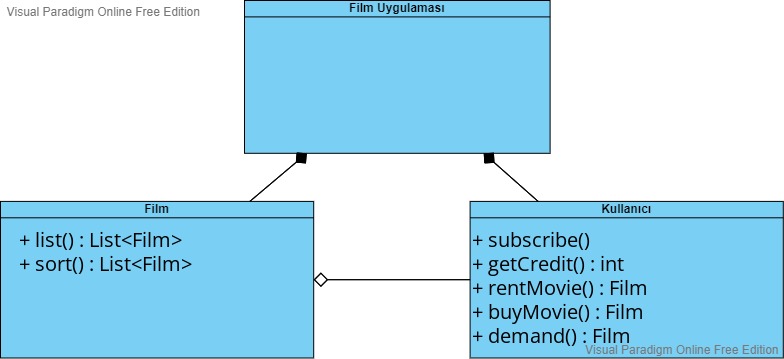 Visual Paradigm Online Free Edition
Film Uygulaması
Film
+ list() : List<Film>
+ sort() : List<Film>
Kullanıcı
+ subscribe()
+ getCredit() : int
+ rentMovie() : Film
+ buyMovie() : Film
+ demand() : Film
Visual Paradigm Online Free Edition